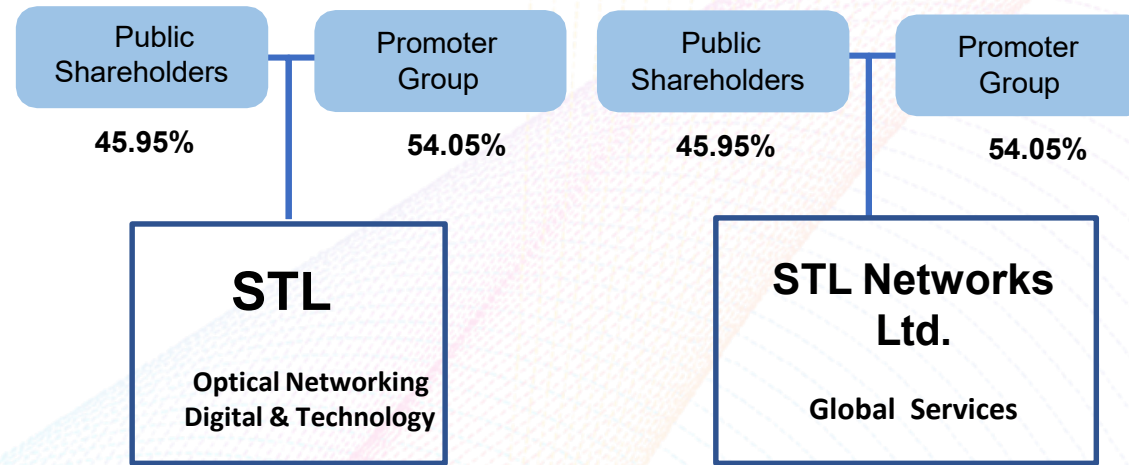 Public
Shareholders
Promoter
Group
45.95%
54.05%
STL
Optical Networking
Digital & Technology
Public
Shareholders
Promoter
Group
45.95%
54.05%
STL Networks
Ltd.
Global Services